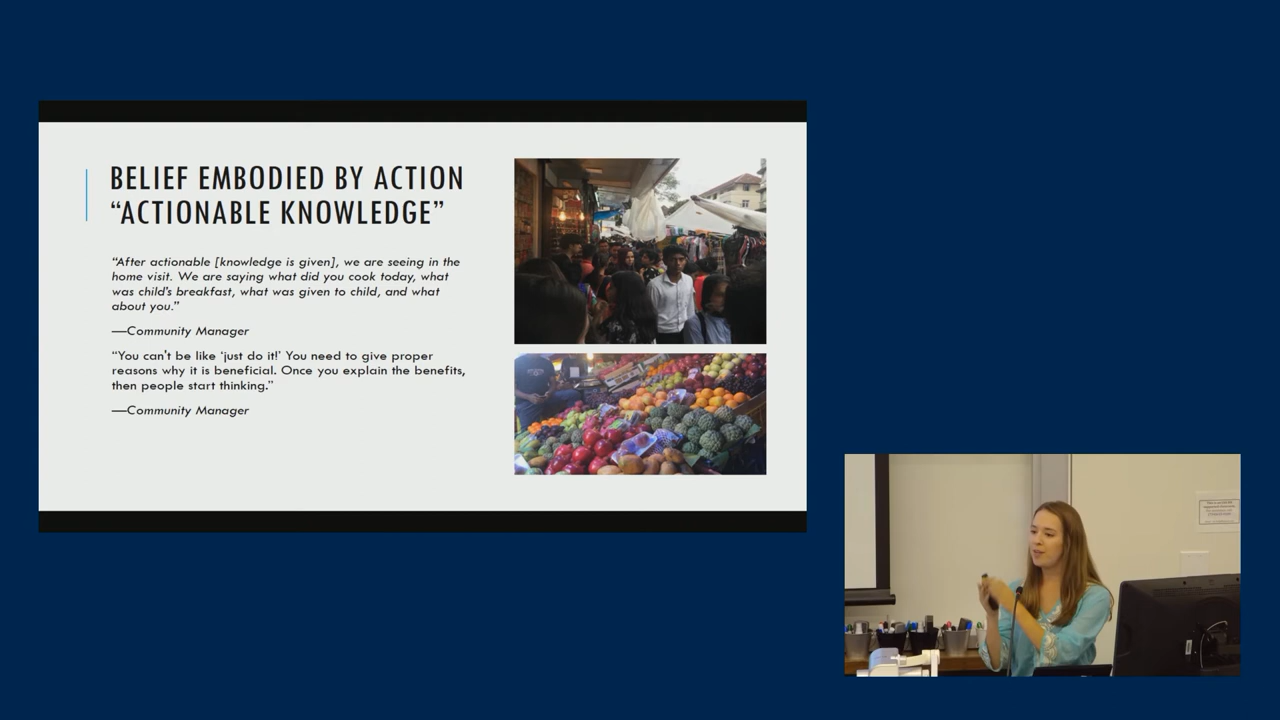 BELIEF EMBODIED BY ACTION
“ACTIONABLE KNOWLEDGE”
“After actionable [knowledge is given], we are seeing in the
home visit. We are saying what did you cook today, what
was child’s breakfast, what was given to child, and what
about you.”
—Community Manager
“You can’t be like ‘just do it!’ You need to give proper
reasons why it is beneficial. Once you explain the benefits,
then people start thinking.”
—Community Manager